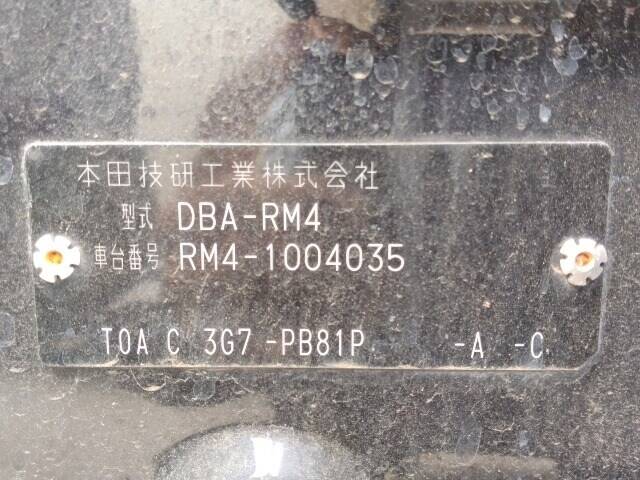 本田技研工業株式会社
型式 DBA-RM4
車台番号 RM4-1004035
TOA C 3G7 -PB81P -A -C